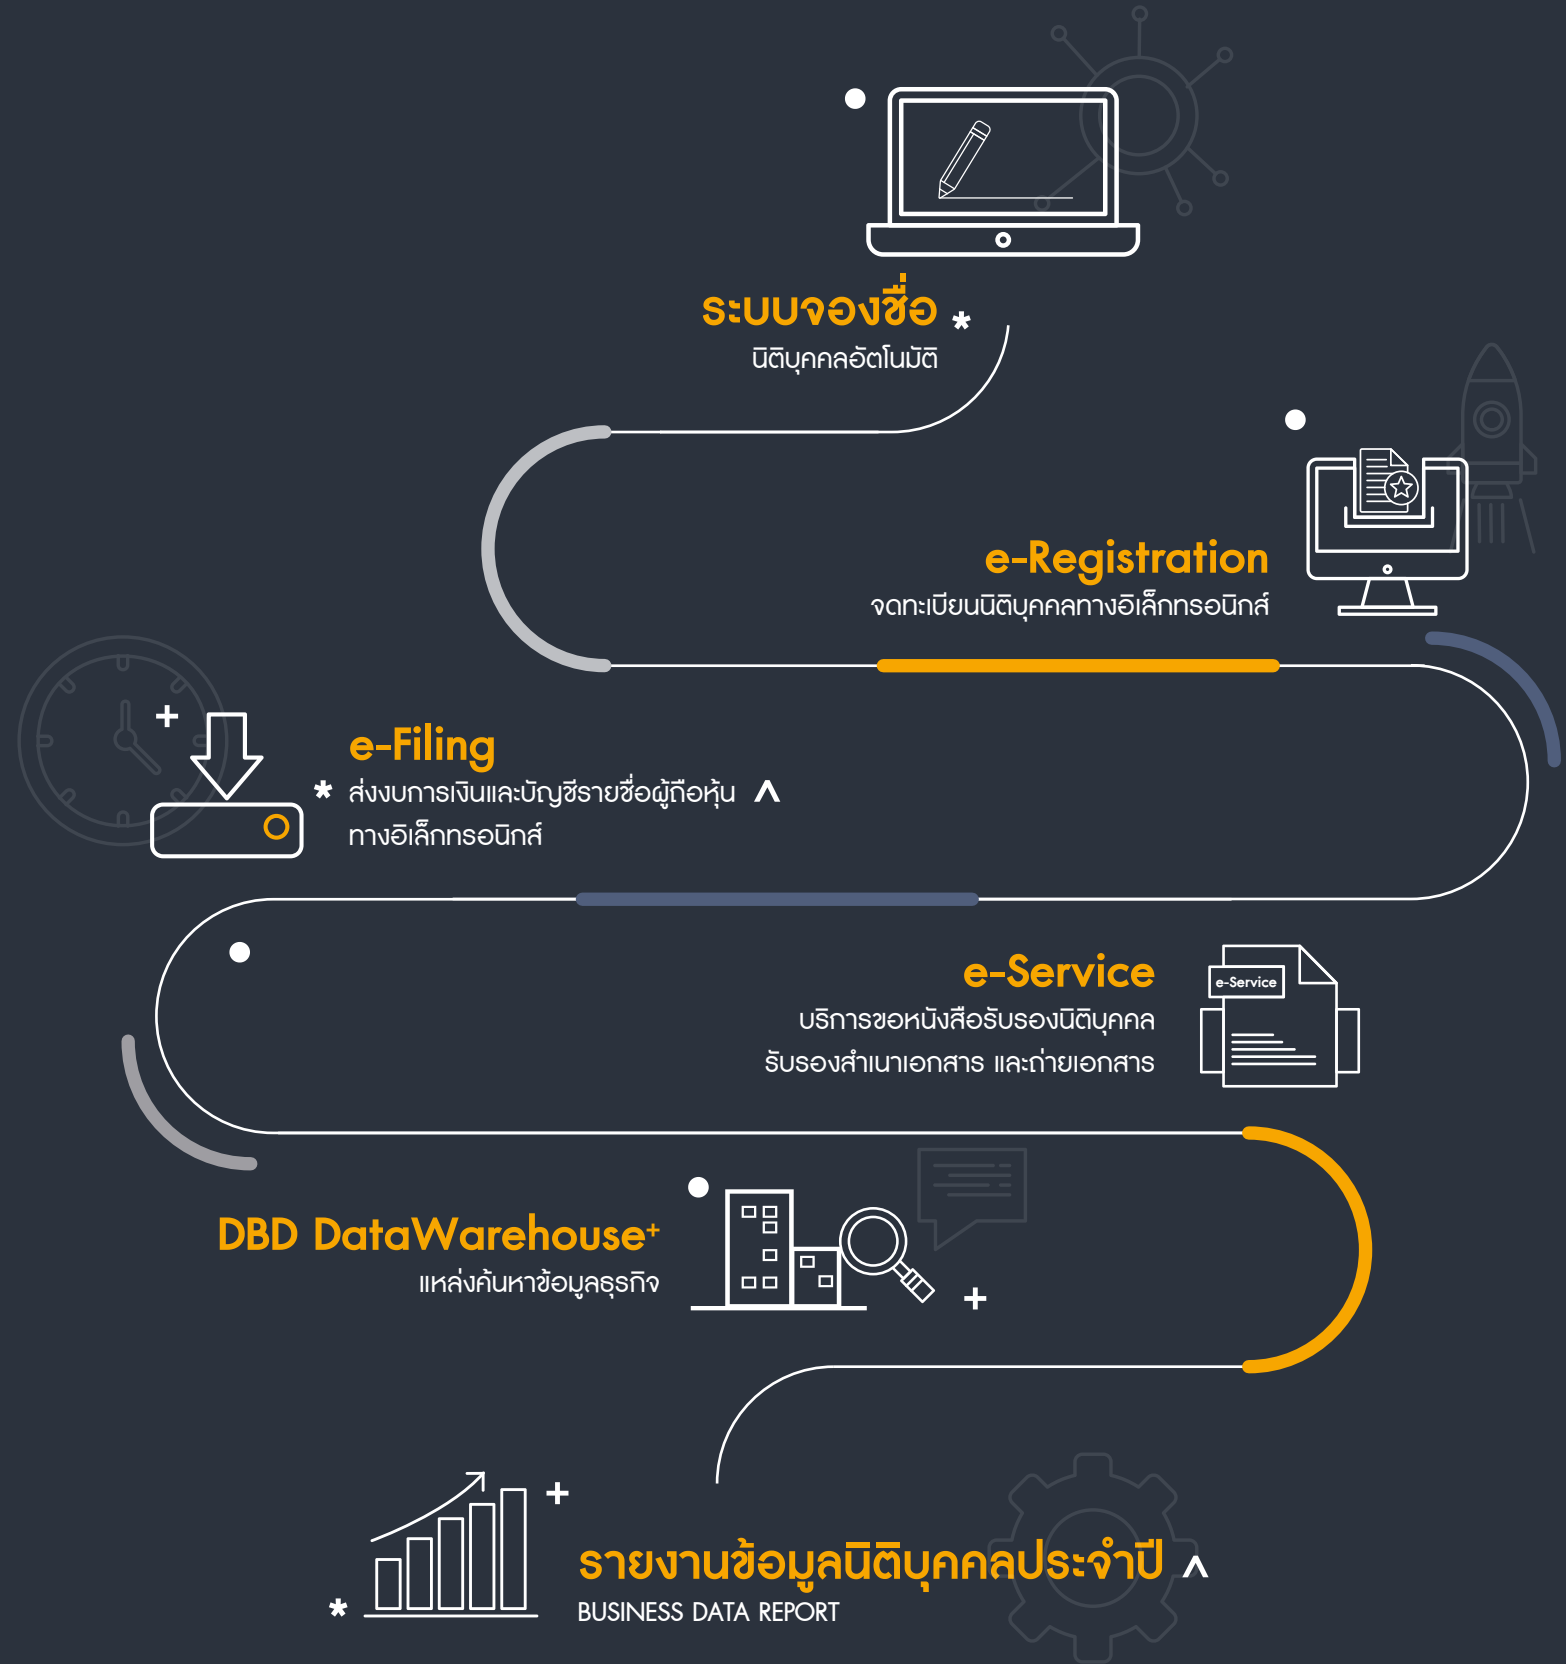 ระบบจองชื่อ *
นิติบุคคลอัตโนมัติ
e-Registration
จดทะเบียนนิติบุคคลทางอิเล็กทรอนิกส์
e-Filing
* ส่งงบการเงินและบัญชีรายชื่อผู้ถือหุ้น ^
ทางอิเล็กทรอนิกส์
e-Service
e-Service
บริการขอหนังสือรับรองนิติบุคคล
รับรองสำเนาเอกสาร และถ่ายเอกสาร
DBD DataWarehouse+
แหล่งค้นหาข้อมูลธุรกิจ
รายงานข้อมูลนิติบุคคลประจำปี ^
BUSINESS DATA REPORT